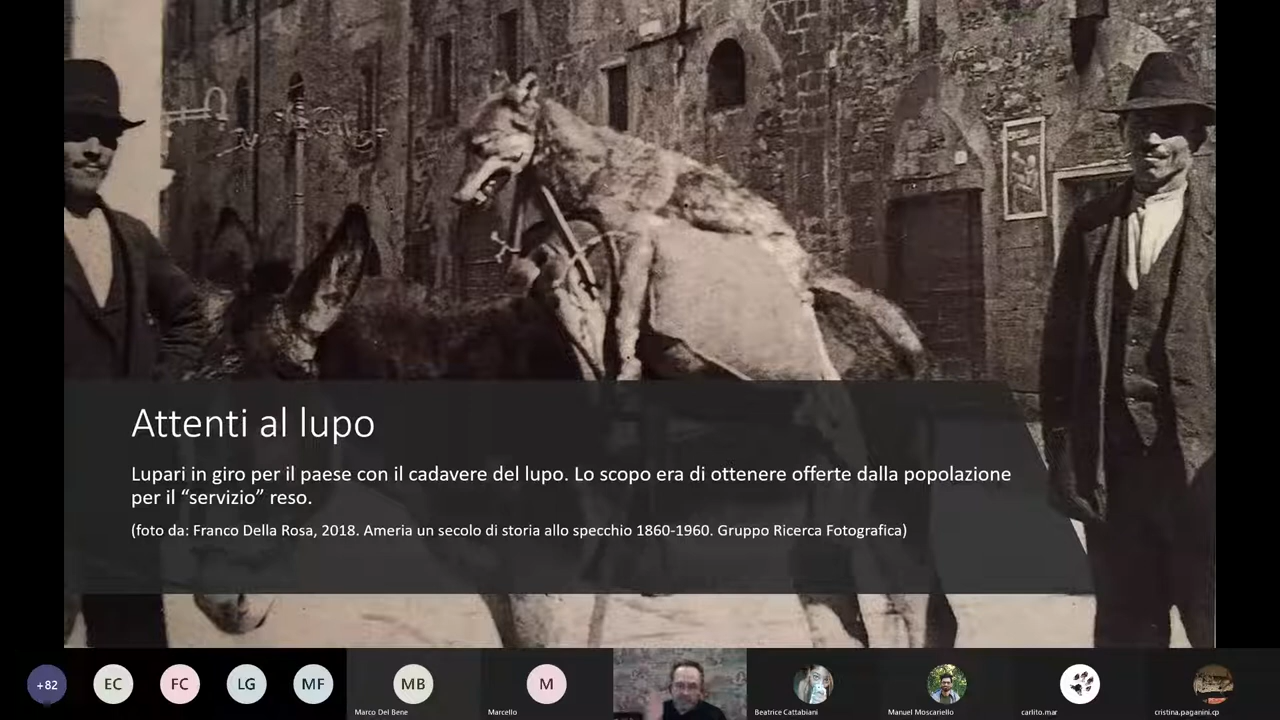 Attenti al lupo
Lupari in giro per il paese con il cadavere del lupo. Lo scopo era di ottenere offerte dalla popolazione
per il “servizio” reso.
(foto da: Franco Della Rosa, 2018. Ameria un secolo di storia allo specchio 1860-1960. Gruppo Ricerca Fotografica)
+82
EC
FC
LG
MF
MB
M
Marco Del Bene
Marcello
Beatrice Cattabiani
Manuel Moscariello
carlito.mar
cristina.paganini.cp